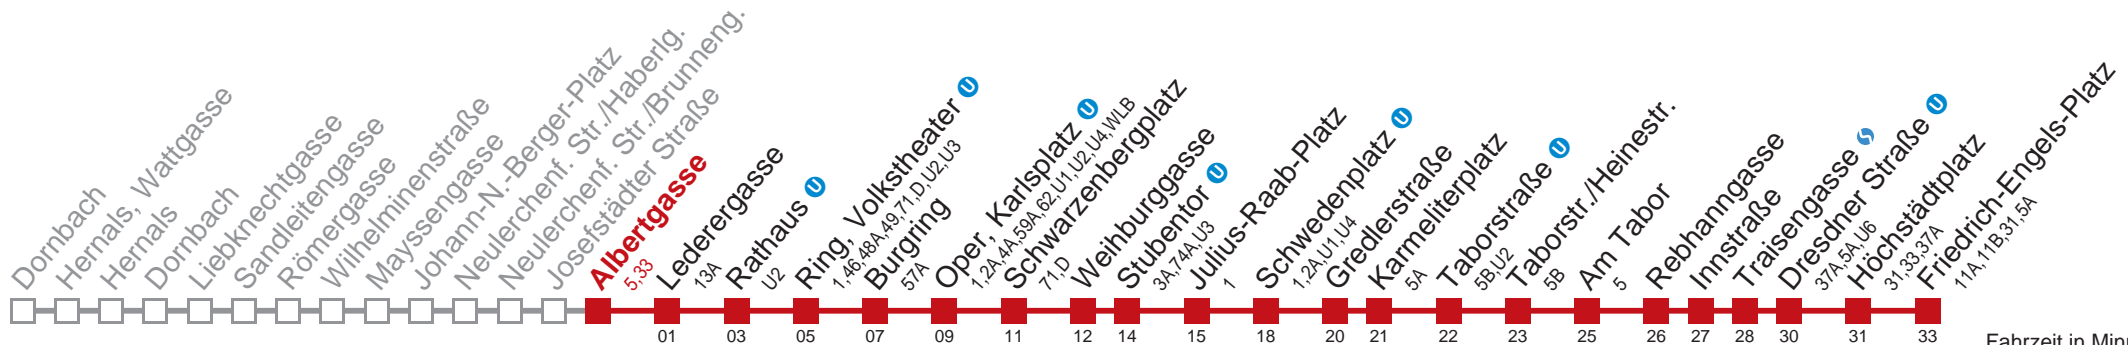 Dornbach
Hernals, Wattgasse
Hernals
Dornbach
Liebknechtgasse
Sandleitengasse
Römergasse
Wilhelminenstraße
Mayssengasse
Johann-N.-Berger-Platz
Neulerchenf. Str./Haberlg.
Neulerchenf. Str./Brunneng.
Josefstädter Straße
Albertgasse
5,33
Lederergasse
13A
Rathaus U
U2
Ring, Volkstheater U
1,46,48A,49,71,D,U2,U3
Burgring
57A
Oper, Karlsplatz U
1,2A,4A,59A,62,U1,U2,U4,WLB
Schwarzenbergplatz
71,D
Weihburggasse
Stubentor U
3A,74A,U3
Julius-Raab-Platz
1
Schwedenplatz U
1,2A,U1,U4
Gredlerstraße
Karmeliterplatz
5A
Taborstraße U
5B,U2
Taborstr./Heinestr.
5B
Am Tabor
5
Rebhanngasse
Innstraße
Traisengasse S
Dresdner Straße U
37A,5A,U6
Höchstädtplatz
31,33,37A
Friedrich-Engels-Platz
11A,11B,31,5A
01 03 05 07 09 11 12 14 15 18 20 21 22 23 25 26 27 28 30 31 33
Fahrzeit in